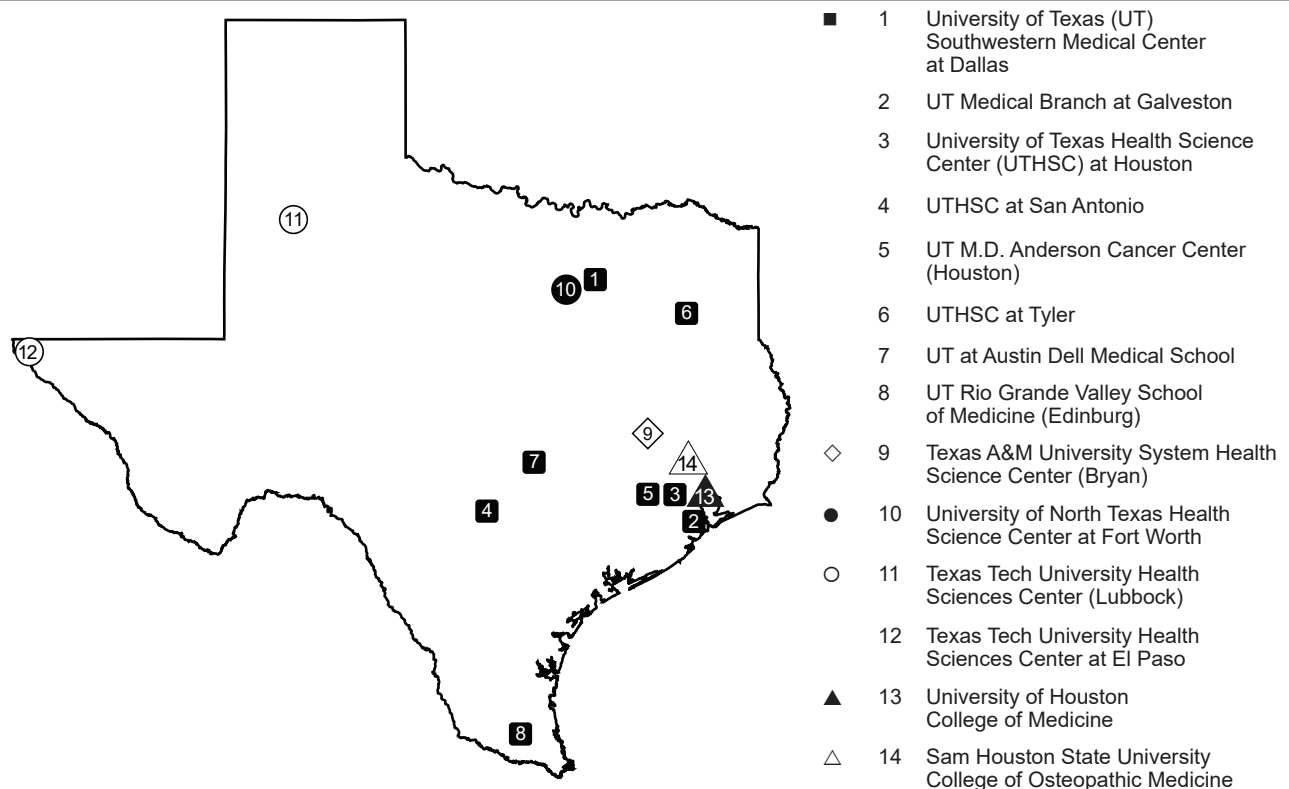 11
10
1
6
12
9
14
7
5
3
13
4
2
8
1 University of Texas (UT)
Southwestern Medical Center
at Dallas
2 UT Medical Branch at Galveston
3 University of Texas Health Science
Center (UTHSC) at Houston
4 UTHSC at San Antonio
5 UT M.D. Anderson Cancer Center
(Houston)
6 UTHSC at Tyler
7 UT at Austin Dell Medical School
8 UT Rio Grande Valley School
of Medicine (Edinburg)
9 Texas A&M University System Health
Science Center (Bryan)
10 University of North Texas Health
Science Center at Fort Worth
11 Texas Tech University Health
Sciences Center (Lubbock)
12 Texas Tech University Health
Sciences Center at El Paso
13 University of Houston
College of Medicine
14 Sam Houston State University
College of Osteopathic Medicine